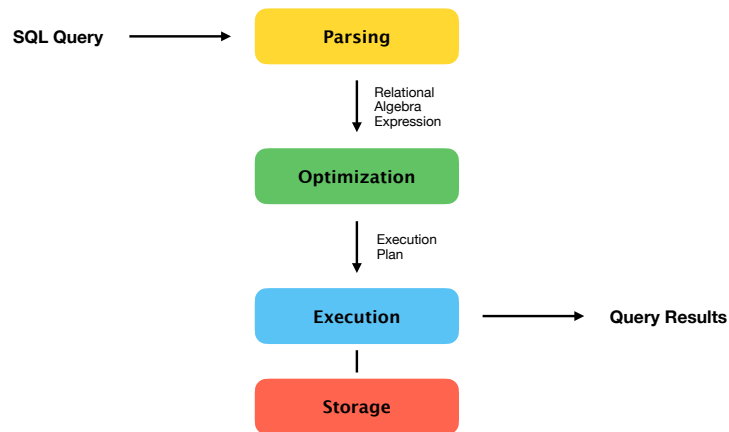 SQL Query
Parsing
Relational
Algebra
Expression
Optimization
Execution
Plan
Execution
Query Results
Storage